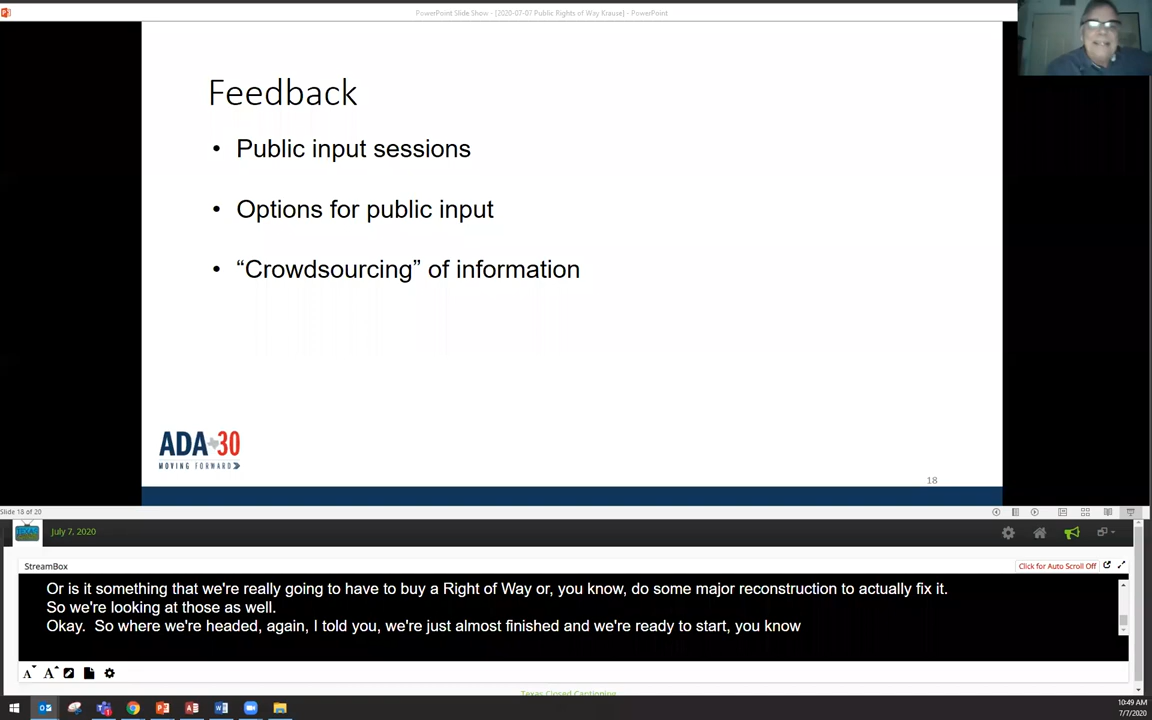 PowerPoint Slide Show - [2020-07-07 Public Rights of Way Krause] - PowerPoint
Feedback
• Public input sessions
• Options for public input
• “Crowdsourcing” of information
ADA 30
MOVING FORWARD
18
Slide 18 of 20
July 7, 2020
StreamBox
Click for Auto Scroll Off
Or is it something that we're really going to have to buy a Right of Way or, you know, do some major reconstruction to actually fix it.
So we're looking at those as well.
Okay. So where we're headed, again, I told you, we're just almost finished and we're ready to start, you know
A A
Texas Closed Captioning
10:49 AM
7/7/2020